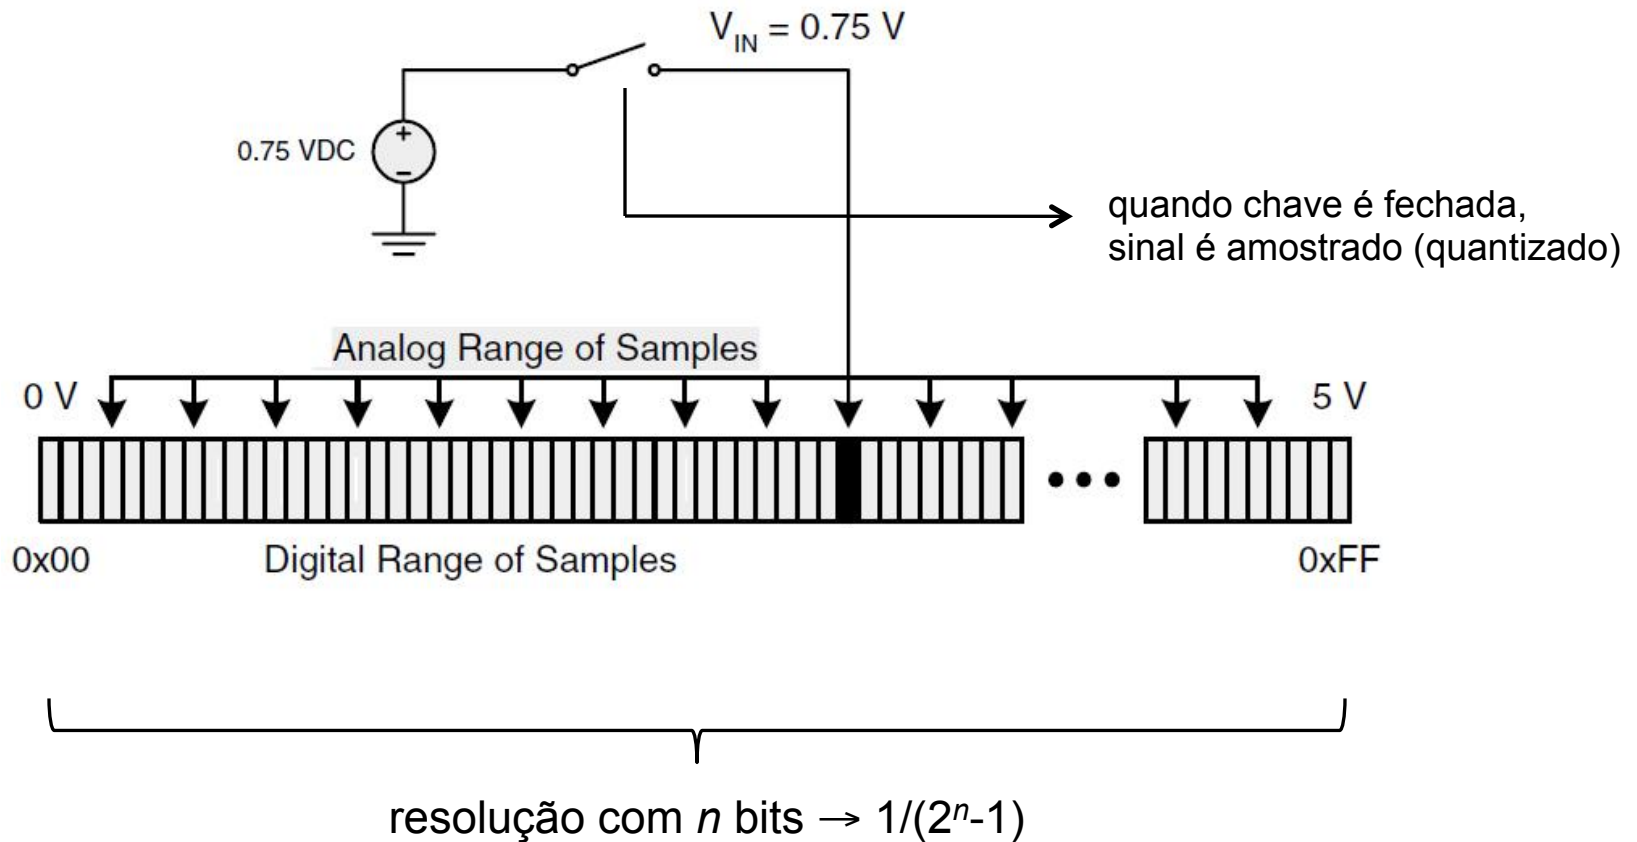 V_IN = 0.75 V
0.75 VDC
+
−
quando chave é fechada,
sinal é amostrado (quantizado)
Analog Range of Samples
0 V
5 V
0x00
Digital Range of Samples
0xFF
resolução com n bits → 1/(2ⁿ-1)